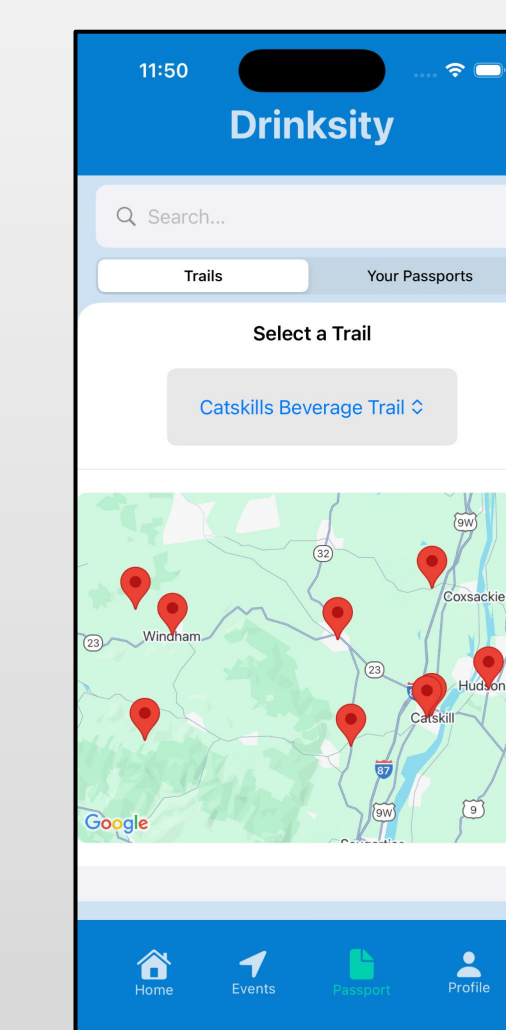 11:50
Drinksity
Search...
Trails
Your Passports
Select a Trail
Catskills Beverage Trail
9W
32
Coxsackie
23
Windham
23
Hudson
Catskill
87
9W
9
Google
Saugerties
Home
Events
Passport
Profile